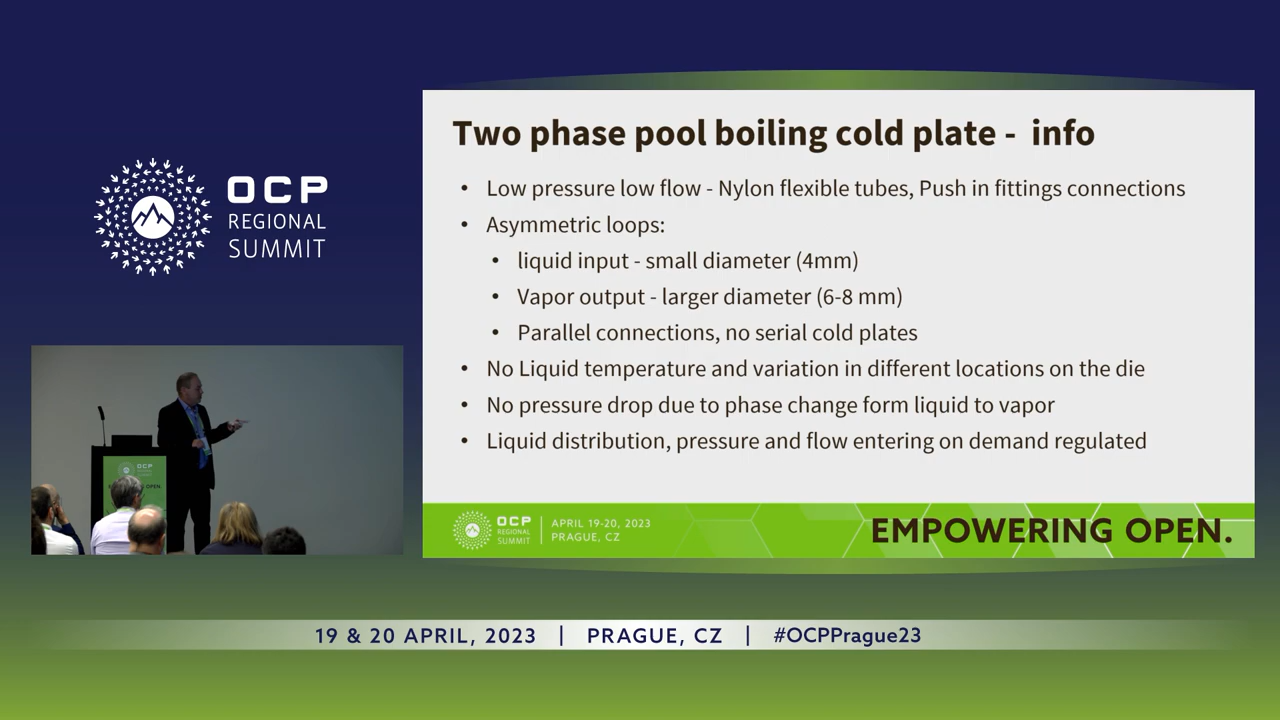 OCP
REGIONAL
SUMMIT
Two phase pool boiling cold plate - info
• Low pressure low flow - Nylon flexible tubes, Push in fittings connections
• Asymmetric loops:
• liquid input - small diameter (4mm)
• Vapor output - larger diameter (6-8 mm)
• Parallel connections, no serial cold plates
• No Liquid temperature and variation in different locations on the die
• No pressure drop due to phase change form liquid to vapor
• Liquid distribution, pressure and flow entering on demand regulated
OCP
REGIONAL
SUMMIT
APRIL 19-20, 2023
PRAGUE, CZ
EMPOWERING OPEN.
OCP
19 & 20 APRIL, 2023 | PRAGUE, CZ | #OCPPrague23